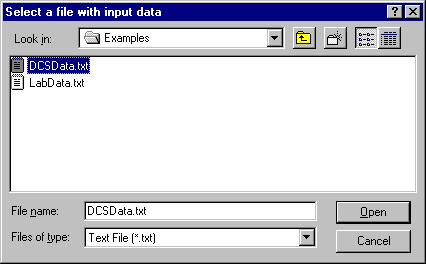 Select a file with input data
Look in: Examples
DCSData.txt
LabData.txt
File name: DCSData.txt Open
Files of type: Text File (*.txt) Cancel